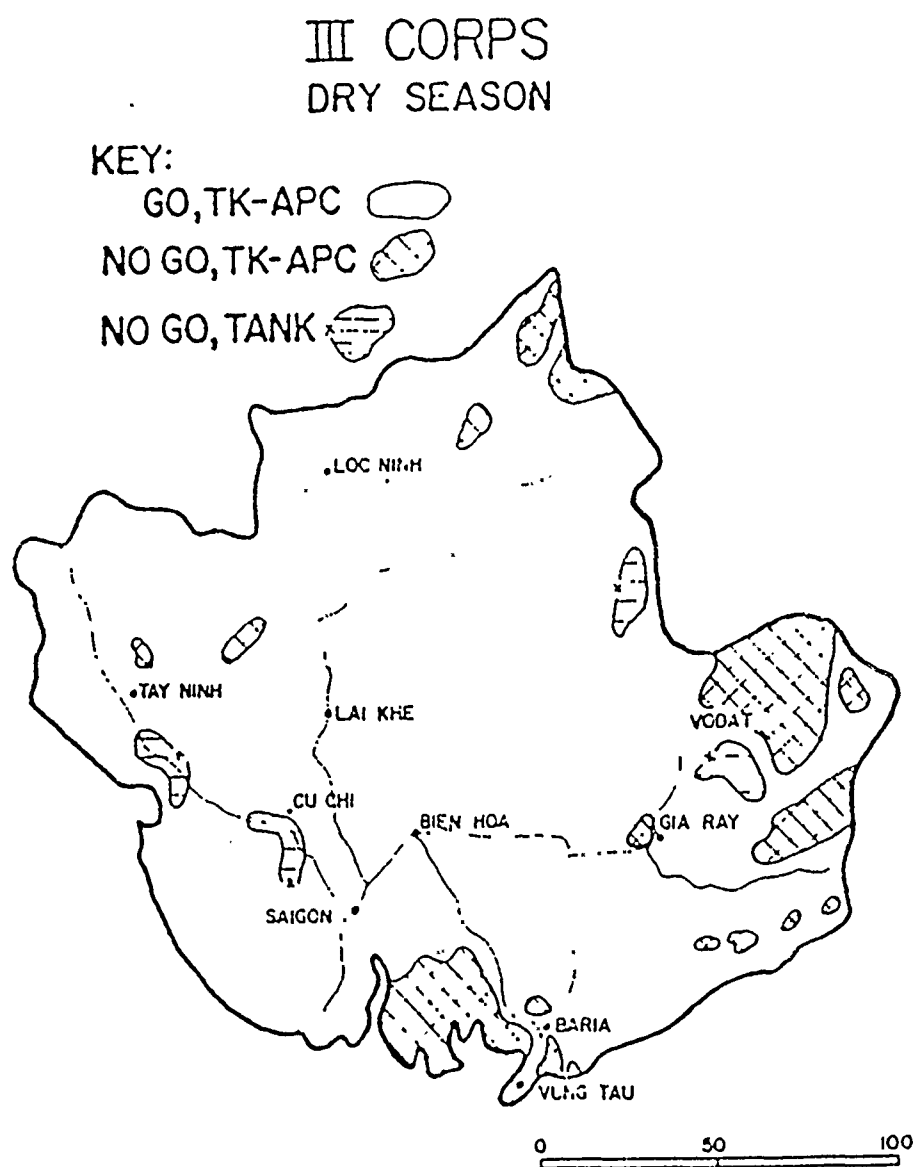 III CORPS
DRY SEASON
KEY:
GO, TK-APC
NO GO, TK-APC
NO GO, TANK
LOC NINH
TAY NINH
LAI KHE
VODAT
CU CHI
BIEN HOA
GIA RAY
SAIGON
BARIA
VUNG TAU
0 50 100